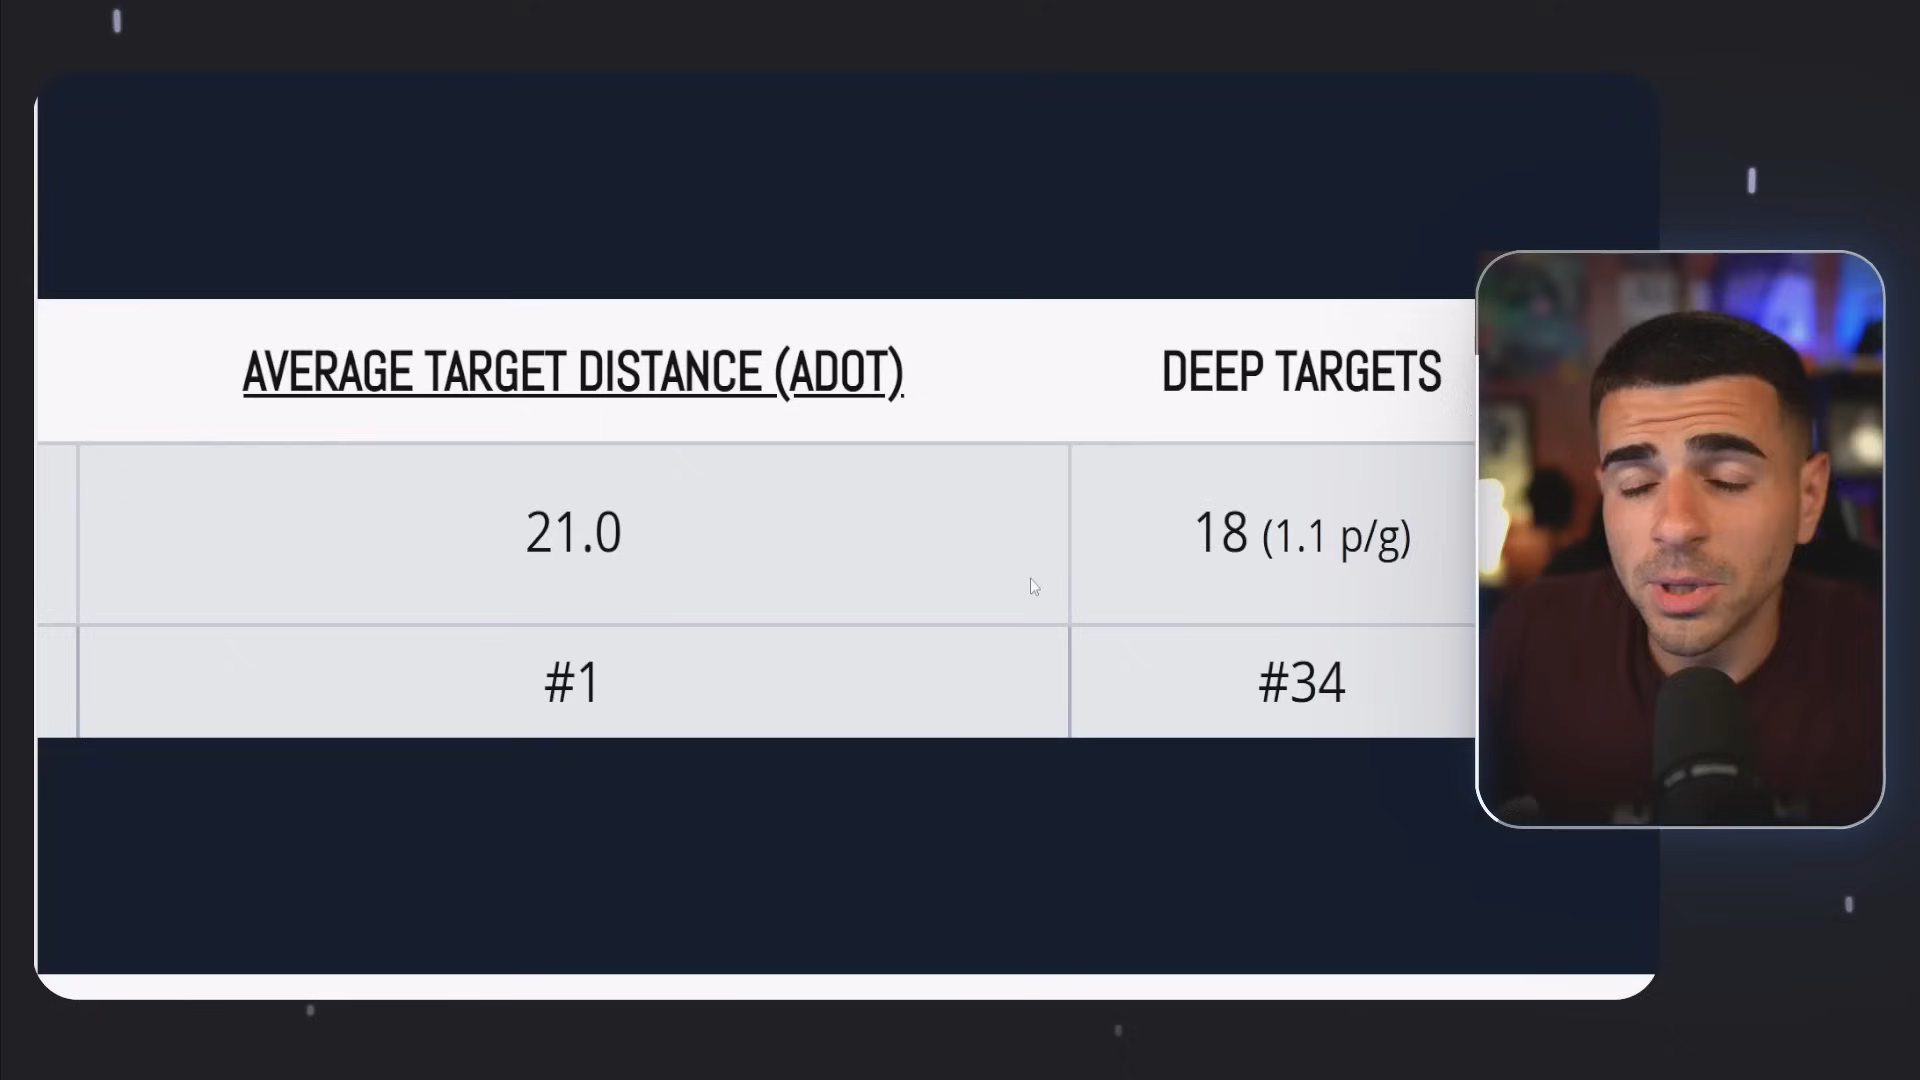 AVERAGE TARGET DISTANCE (ADOT) DEEP TARGETS
21.0 18 (1.1 p/g)
#1 #34